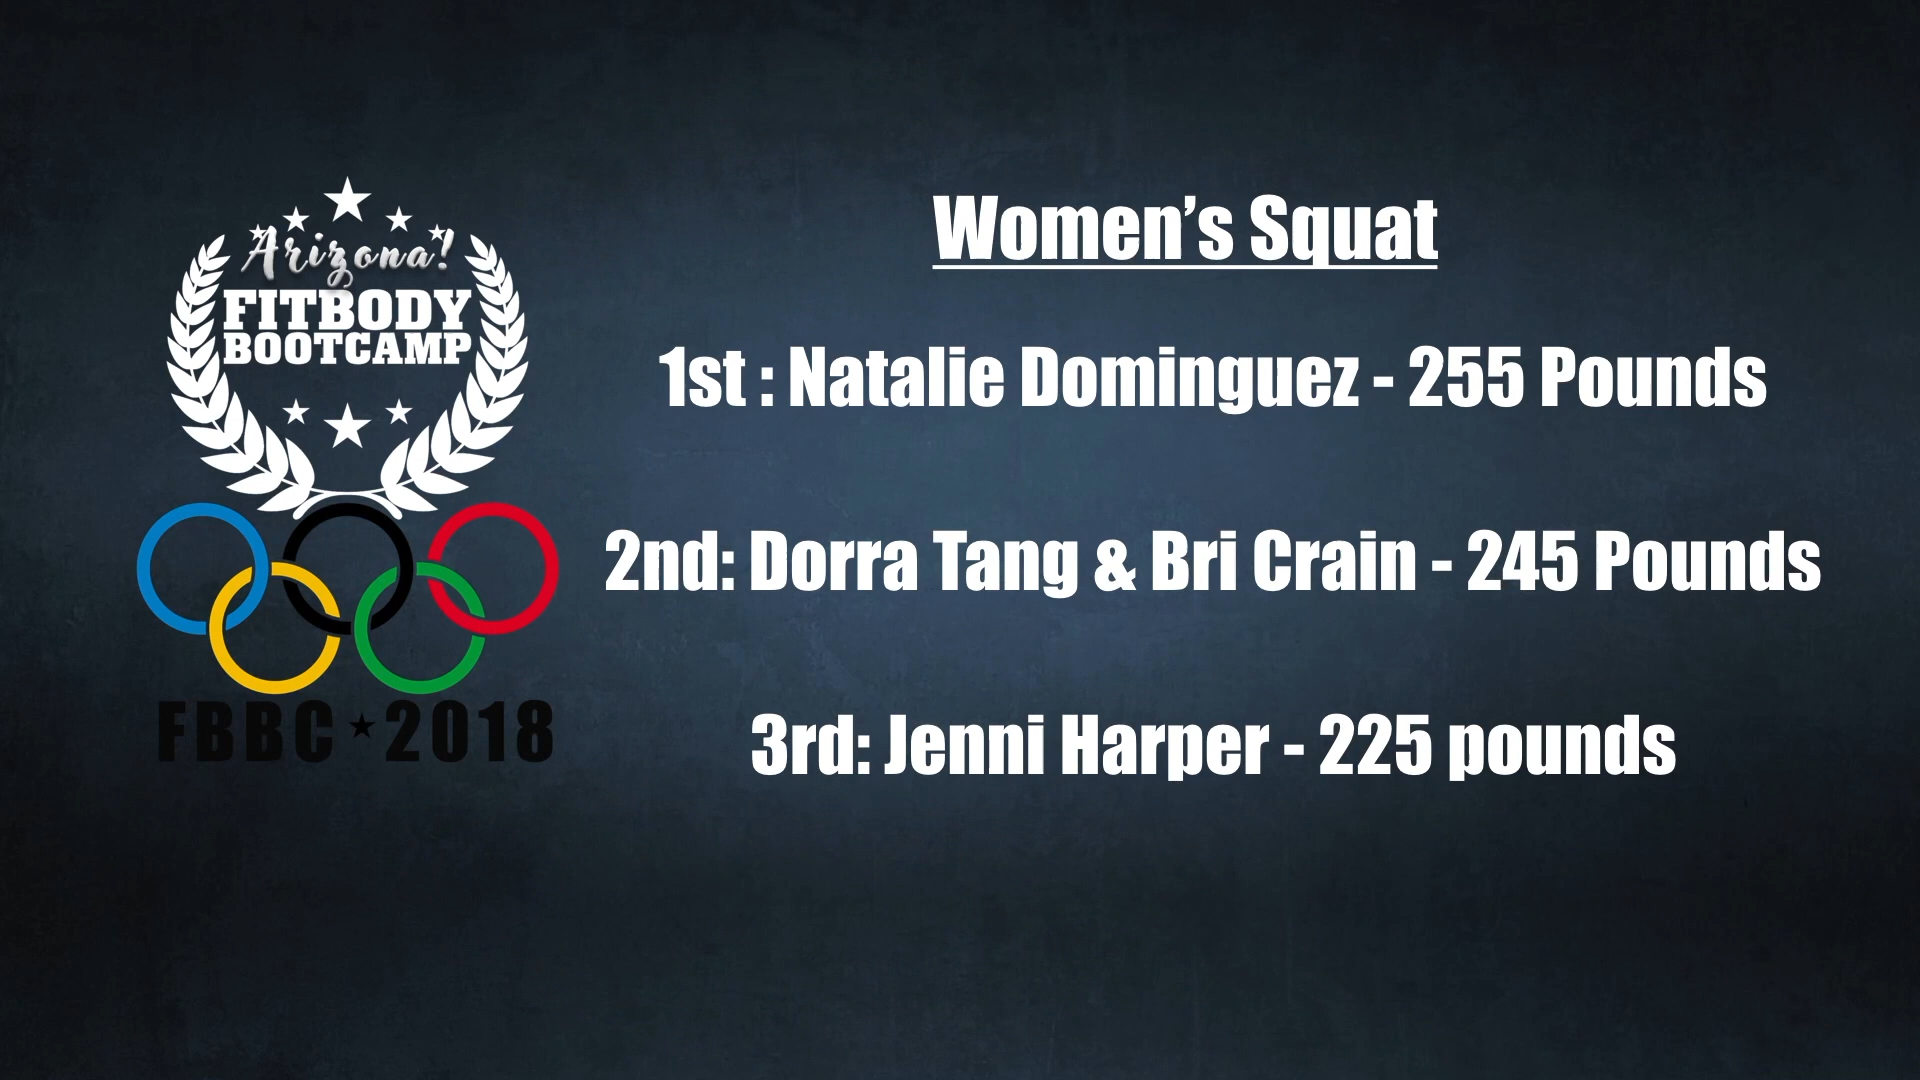 Arizona!
FITBODY
BOOTCAMP
FBBC★2018
Women’s Squat
1st : Natalie Dominguez - 255 Pounds
2nd: Dorra Tang & Bri Crain - 245 Pounds
3rd: Jenni Harper - 225 pounds